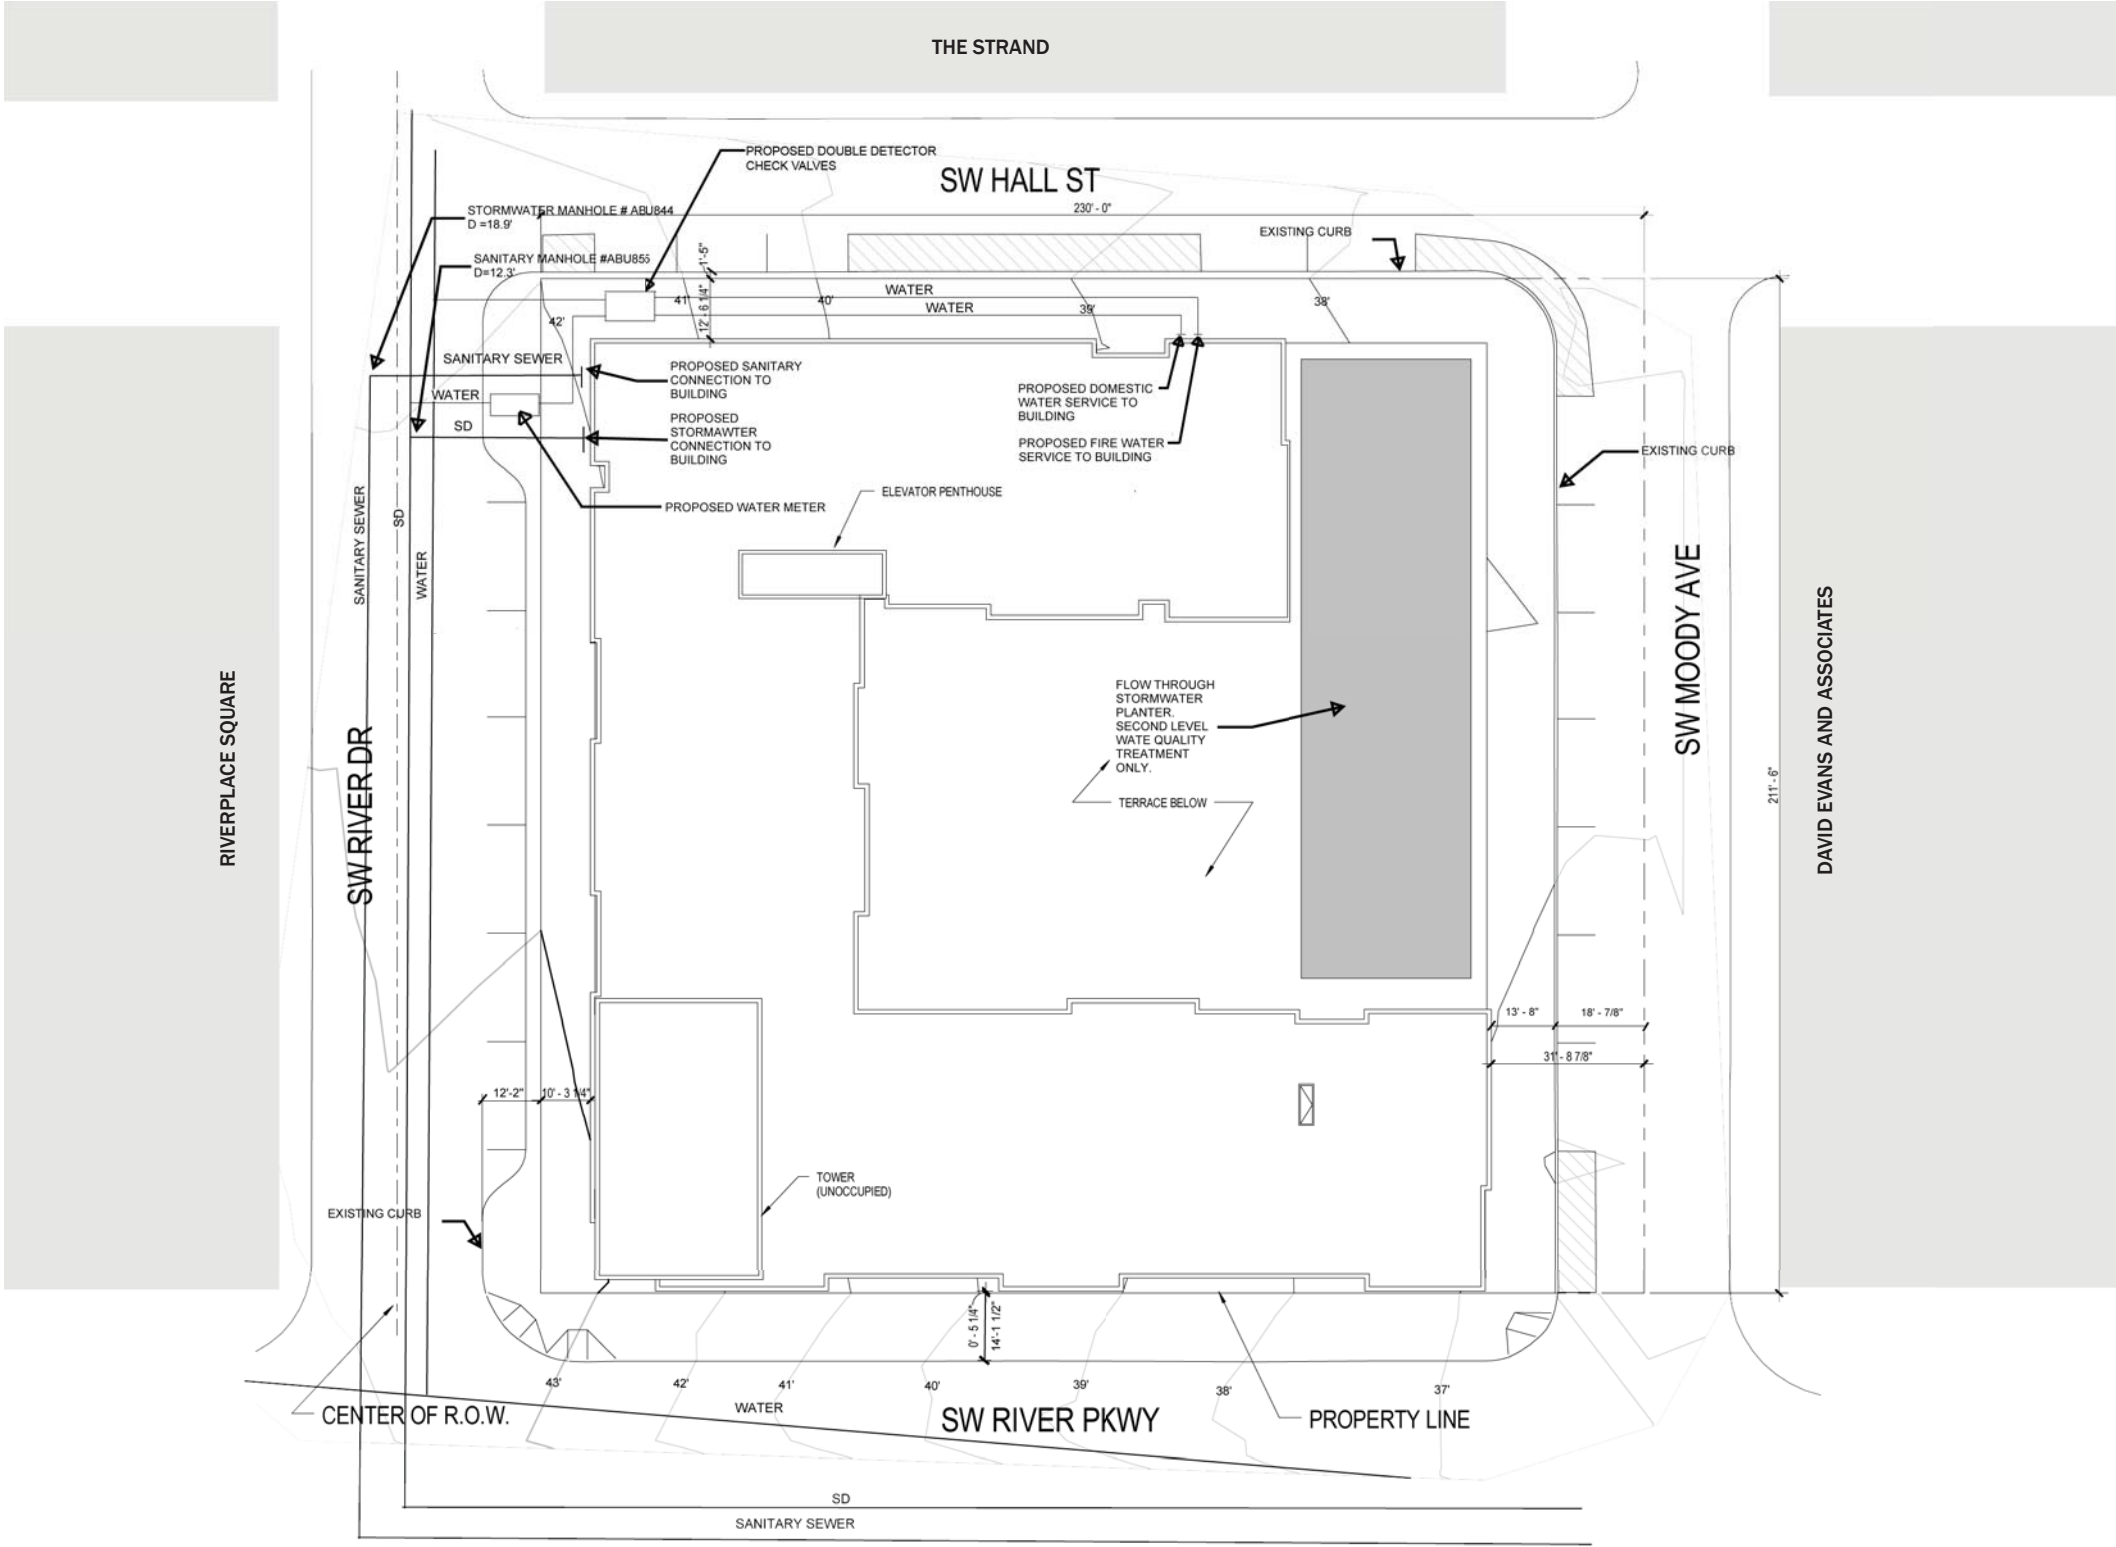 THE STRAND
PROPOSED DOUBLE DETECTOR
CHECK VALVES
SW HALL ST
230' - 0"
STORMWATER MANHOLE # ABU844
D =18.9'
EXISTING CURB
SANITARY MANHOLE #ABU855
D=12.3'
1'-5"
12' - 6 1/4"
WATER
WATER
42'
41'
40'
39'
38'
SANITARY SEWER
WATER
SD
PROPOSED SANITARY
CONNECTION TO
BUILDING
PROPOSED
STORMAWTER
CONNECTION TO
BUILDING
PROPOSED WATER METER
PROPOSED DOMESTIC
WATER SERVICE TO
BUILDING
PROPOSED FIRE WATER
SERVICE TO BUILDING
EXISTING CURB
ELEVATOR PENTHOUSE
SANITARY SEWER
SD
WATER
RIVERPLACE SQUARE
SW RIVER DR
FLOW THROUGH
STORMWATER
PLANTER.
SECOND LEVEL
WATE QUALITY
TREATMENT
ONLY.
TERRACE BELOW
SW MOODY AVE
211' - 6"
DAVID EVANS AND ASSOCIATES
13' - 8"
18' - 7/8"
31' - 8 7/8"
12'-2"
10' - 3 1/4"
TOWER
(UNOCCUPIED)
EXISTING CURB
0' - 5 1/4"
14'-1 1/2"
43'
42'
41'
40'
39'
38'
37'
WATER
CENTER OF R.O.W.
SW RIVER PKWY
PROPERTY LINE
SD
SANITARY SEWER